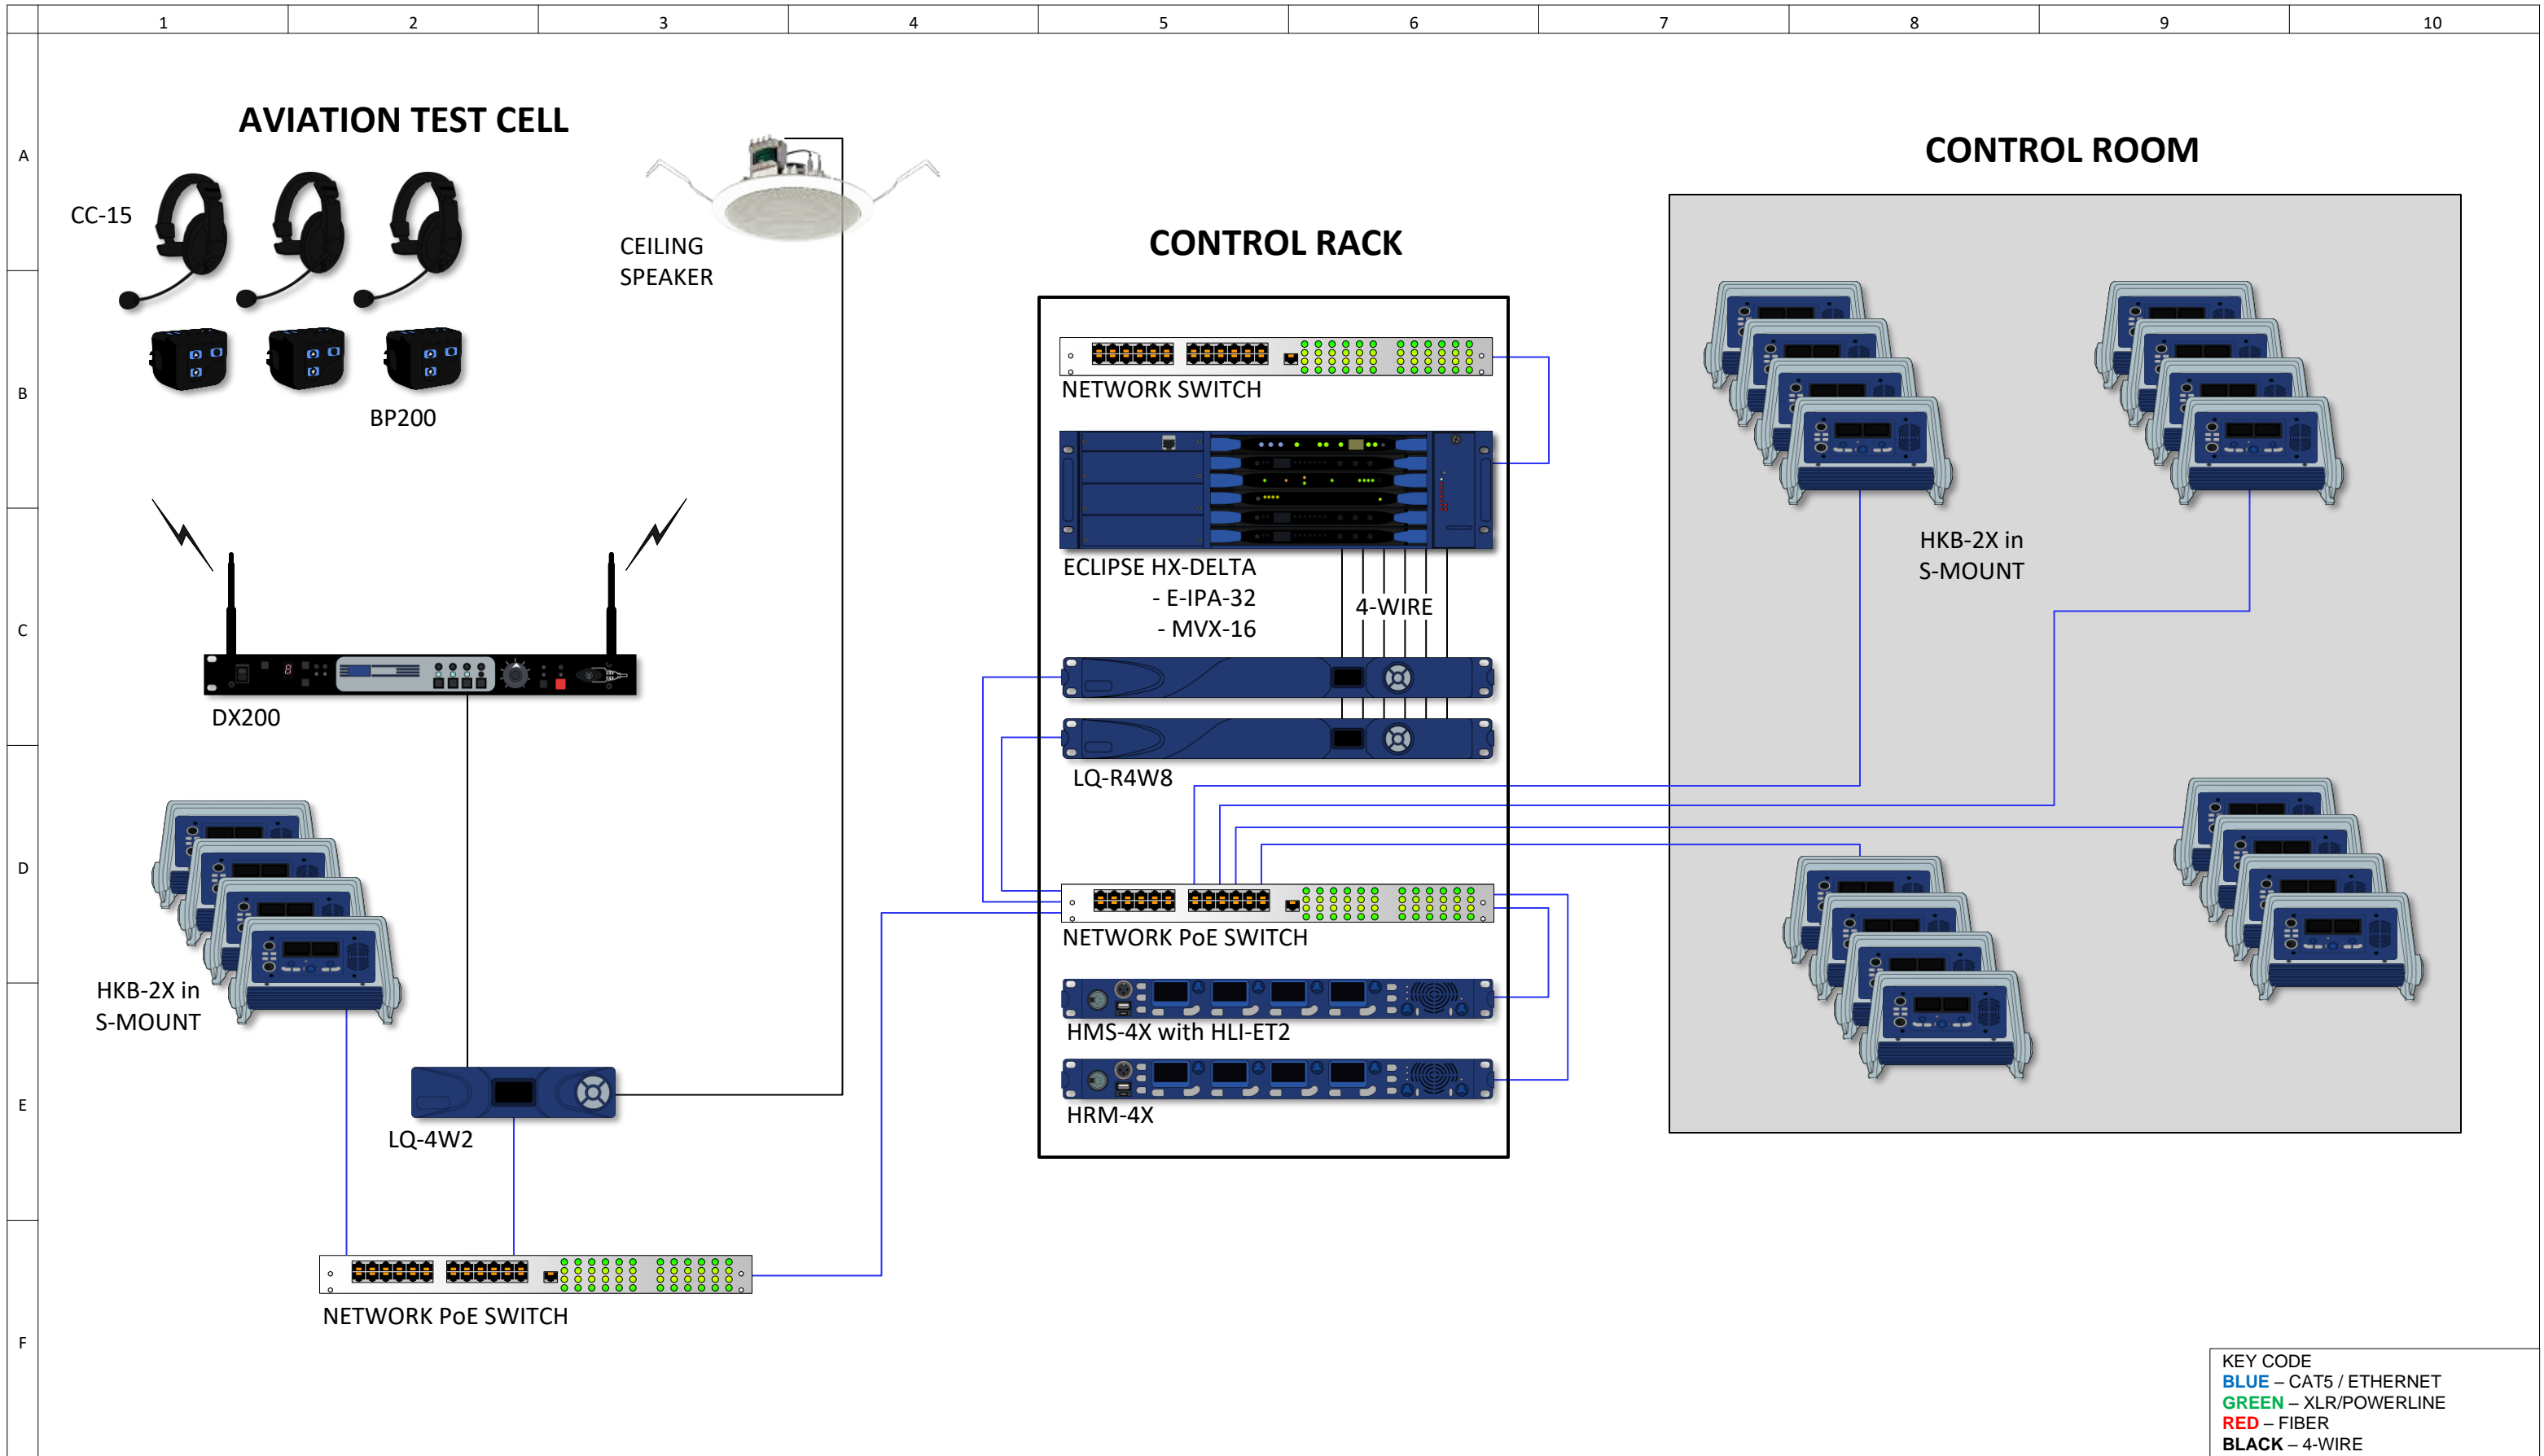 1 2 3 4 5 6 7 8 9 10
A
B
C
D
E
F
AVIATION TEST CELL
CC-15
BP200
CEILING
SPEAKER
DX200
HKB-2X in
S-MOUNT
LQ-4W2
NETWORK PoE SWITCH
CONTROL RACK
NETWORK SWITCH
ECLIPSE HX-DELTA
- E-IPA-32
- MVX-16
4-WIRE
LQ-R4W8
NETWORK PoE SWITCH
HMS-4X with HLI-ET2
HRM-4X
CONTROL ROOM
HKB-2X in
S-MOUNT
KEY CODE
BLUE – CAT5 / ETHERNET
GREEN – XLR/POWERLINE
RED – FIBER
BLACK – 4-WIRE